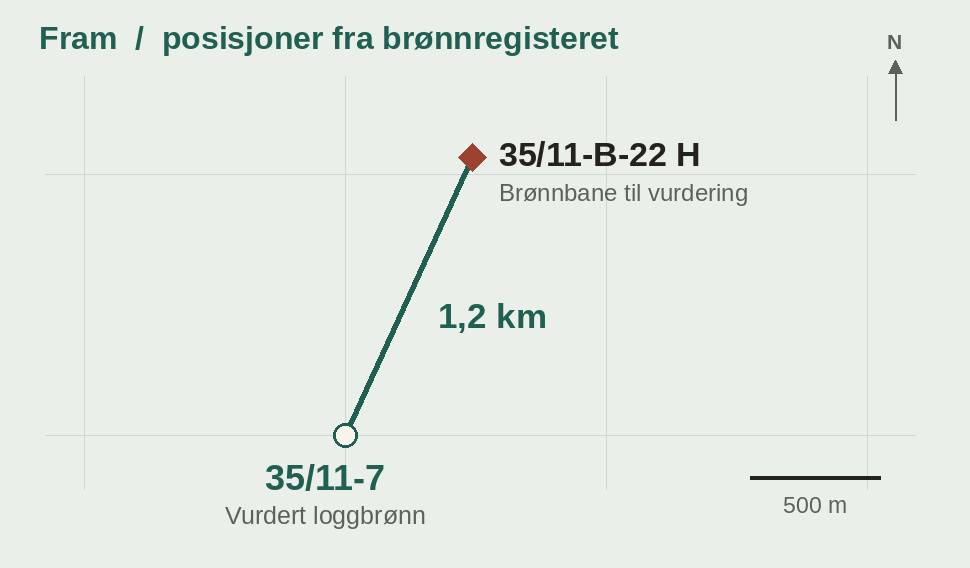 Fram / posisjoner fra brønnregisteret
N
35/11-B-22 H
Brønnbane til vurdering
1,2 km
35/11-7
Vurdert loggbrønn
500 m